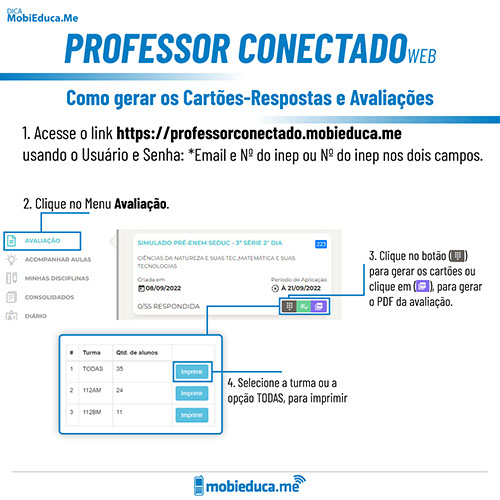 DICA
MobiEduca.Me
PROFESSOR CONECTADO WEB
Como gerar os Cartões-Respostas e Avaliações
1. Acesse o link https://professorconectado.mobieduca.me
usando o Usuário e Senha: *Email e Nº do inep ou Nº do inep nos dois campos.
2. Clique no Menu Avaliação.
AVALIAÇÃO
ACOMPANHAR AULAS
MINHAS DISCIPLINAS
CONSOLIDADOS
DIÁRIO
SIMULADO PRÉ-ENEM SEDUC - 3ª SÉRIE 2º DIA 223
CIÊNCIAS DA NATUREZA E SUAS TEC.,MATEMÁTICA E SUAS
TECNOLOGIAS
Criada em Período de Aplicação
08/09/2022 À 21/09/2022
0/55 RESPONDIDA
3. Clique no botão ( )
para gerar os cartões ou
clique em ( ), para gerar
o PDF da avaliação.
# Turma Qtd. de alunos
1 TODAS 35 Imprimir
2 112AM 24 Imprimir
3 112BM 11 Imprimir
4. Selecione a turma ou a
opção TODAS, para imprimir
mobieduca.me